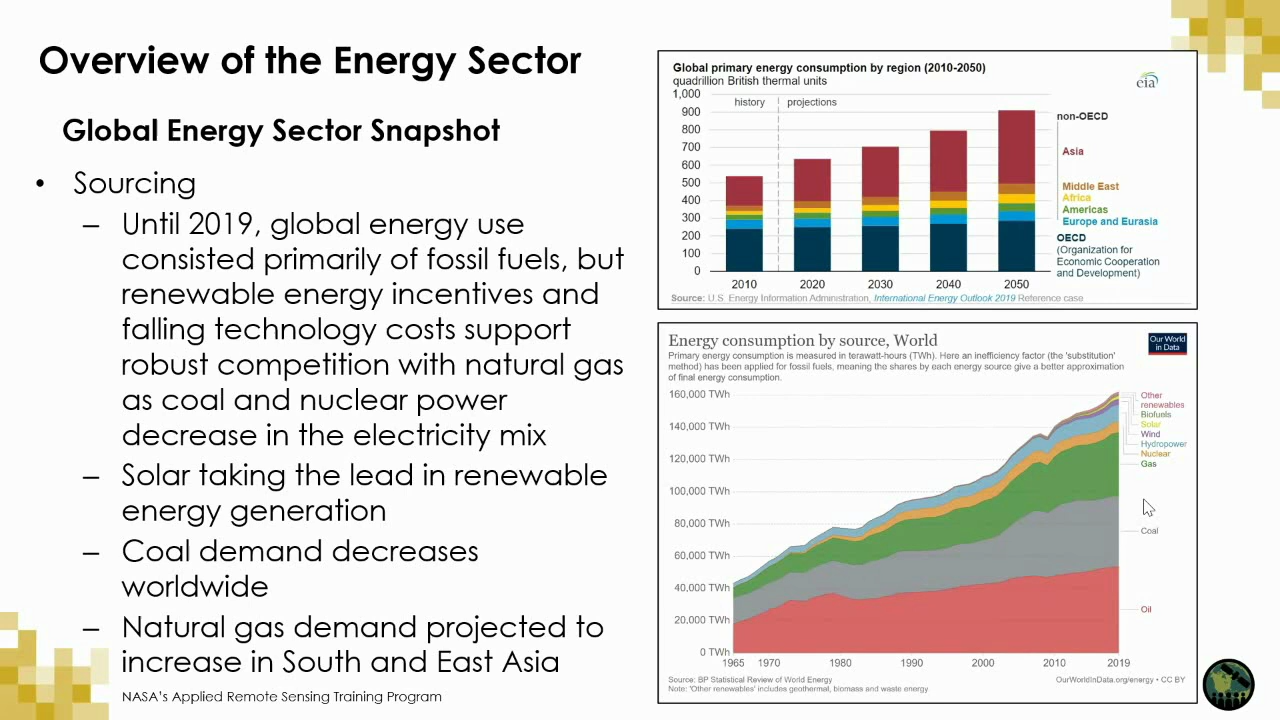 Overview of the Energy Sector
Global Energy Sector Snapshot
• Sourcing
– Until 2019, global energy use
consisted primarily of fossil fuels, but
renewable energy incentives and
falling technology costs support
robust competition with natural gas
as coal and nuclear power
decrease in the electricity mix
– Solar taking the lead in renewable
energy generation
– Coal demand decreases
worldwide
– Natural gas demand projected to
increase in South and East Asia
NASA's Applied Remote Sensing Training Program
Global primary energy consumption by region (2010-2050)
quadrillion British thermal units
eia
1,000
900
800
700
600
500
400
300
200
100
0
history
projections
2010 2020 2030 2040 2050
non-OECD
Asia
Middle East
Africa
Americas
Europe and Eurasia
OECD
(Organization for
Economic Cooperation
and Development)
Source: U.S. Energy Information Administration, International Energy Outlook 2019 Reference case
Energy consumption by source, World
Our World
in Data
Primary energy consumption is measured in terawatt-hours (TWh). Here an inefficiency factor (the 'substitution'
method) has been applied for fossil fuels, meaning the shares by each energy source give a better approximation
of final energy consumption.
160,000 TWh
140,000 TWh
120,000 TWh
100,000 TWh
80,000 TWh
60,000 TWh
40,000 TWh
20,000 TWh
0 TWh
1965 1970 1980 1990 2000 2010 2019
Other
renewables
Biofuels
Solar
Wind
Hydropower
Nuclear
Gas
Coal
Oil
Source: BP Statistical Review of World Energy
Note: 'Other renewables' includes geothermal, biomass and waste energy.
OurWorldInData.org/energy • CC BY